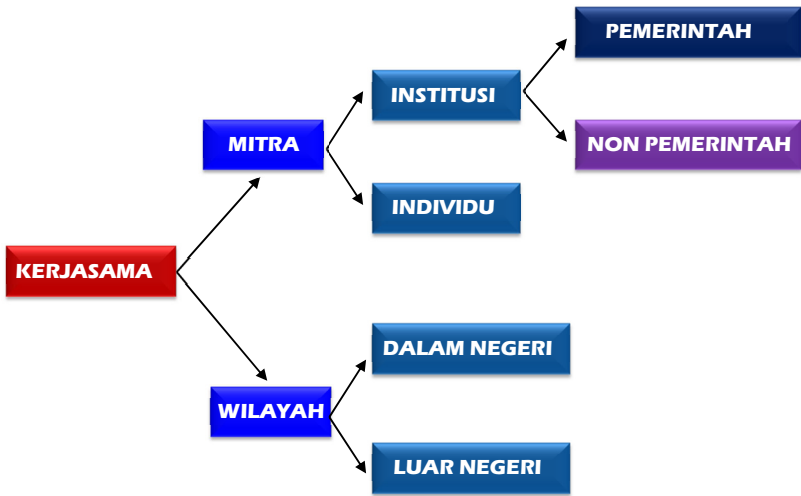 PEMERINTAH
INSTITUSI
MITRA
NON PEMERINTAH
INDIVIDU
KERJASAMA
DALAM NEGERI
WILAYAH
LUAR NEGERI